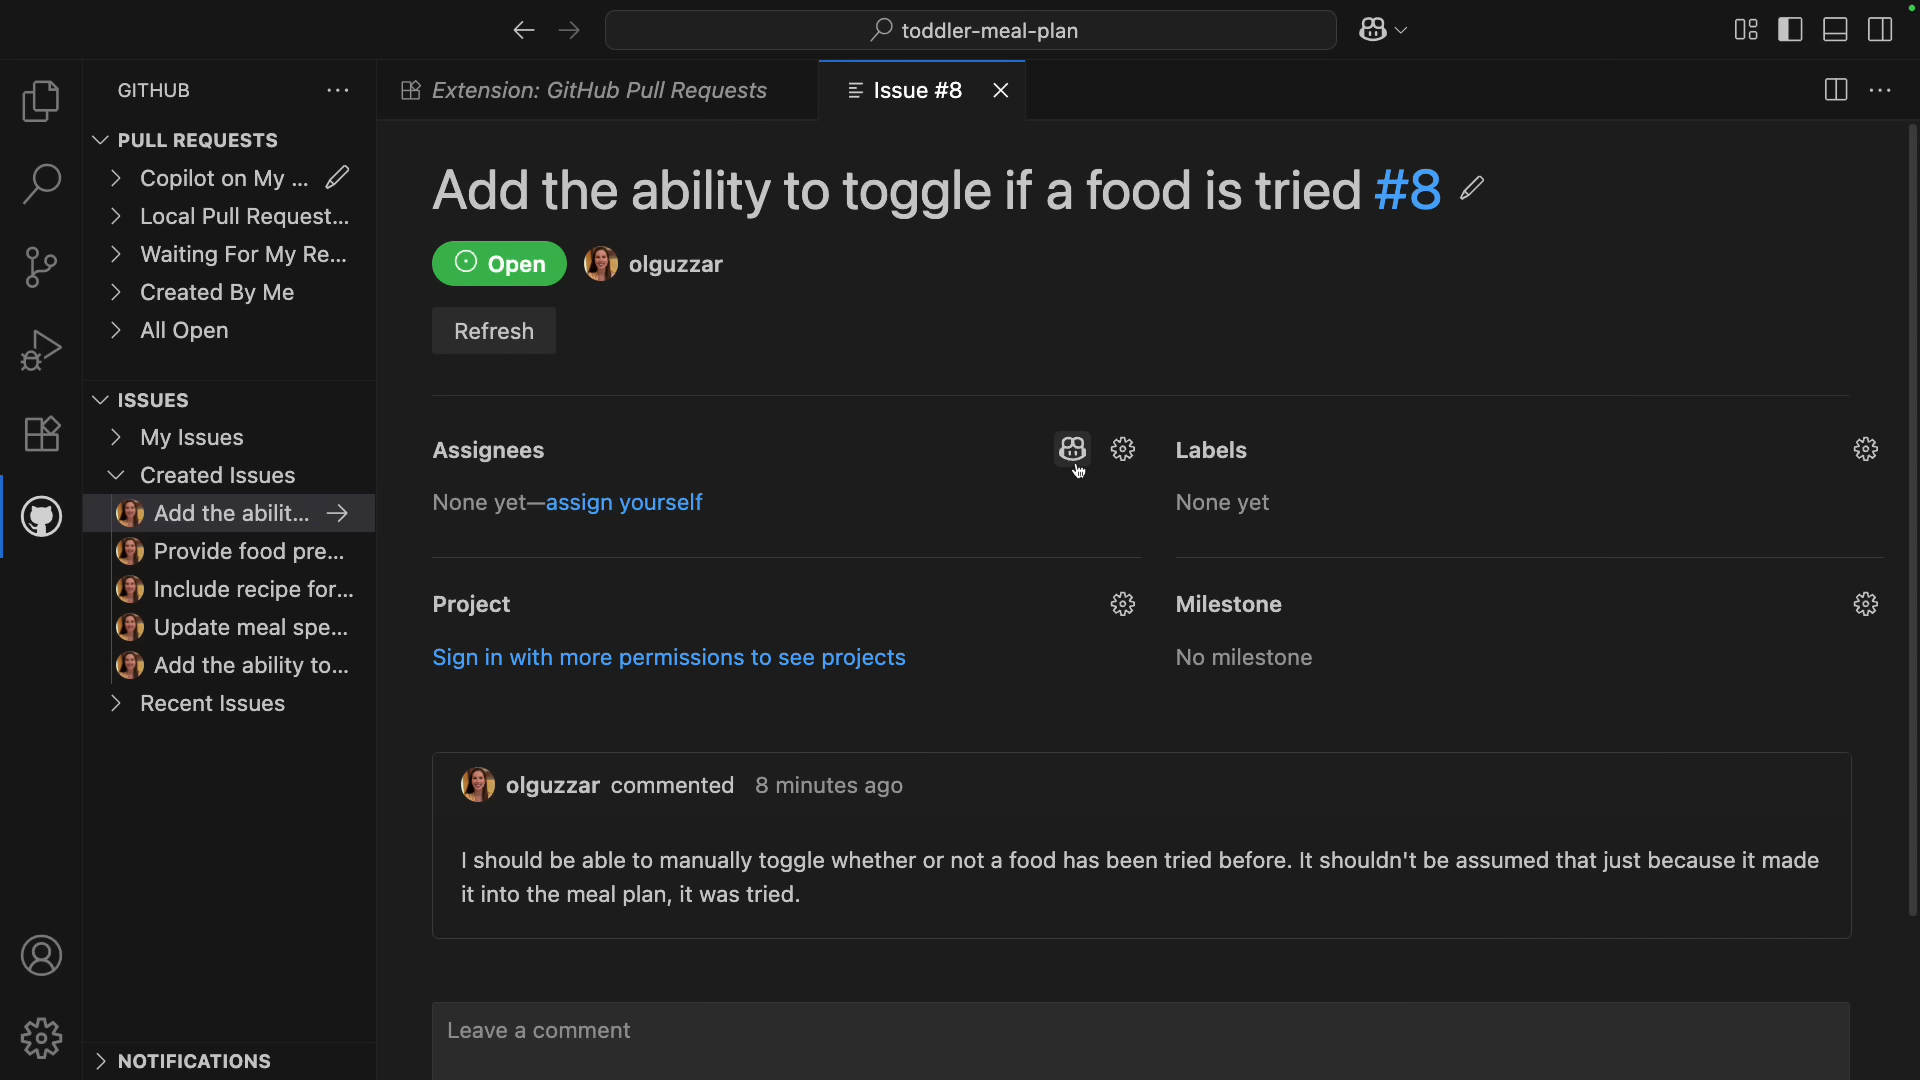 toddler-meal-plan
GITHUB
Extension: GitHub Pull Requests
Issue #8
PULL REQUESTS
Copilot on My ...
Local Pull Request...
Waiting For My Re...
Created By Me
All Open
ISSUES
My Issues
Created Issues
Add the abilit...
Provide food pre...
Include recipe for...
Update meal spe...
Add the ability to...
Recent Issues
NOTIFICATIONS
Add the ability to toggle if a food is tried #8
Open olguzzar
Refresh
Assignees
None yet—assign yourself
Labels
None yet
Project
Sign in with more permissions to see projects
Milestone
No milestone
olguzzar commented 8 minutes ago
I should be able to manually toggle whether or not a food has been tried before. It shouldn't be assumed that just because it made
it into the meal plan, it was tried.
Leave a comment